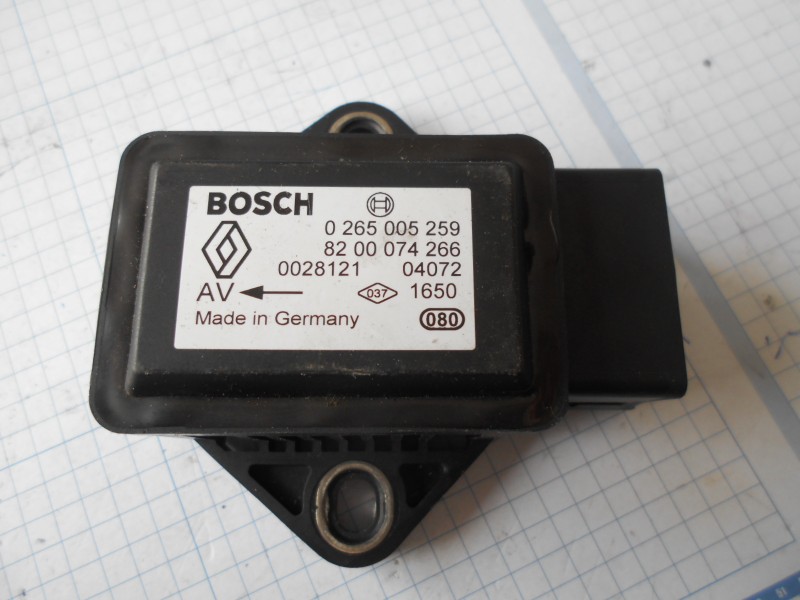 BOSCH
0 265 005 259
82 00 074 266
0028121 04072
AV 037 1650
Made in Germany 080